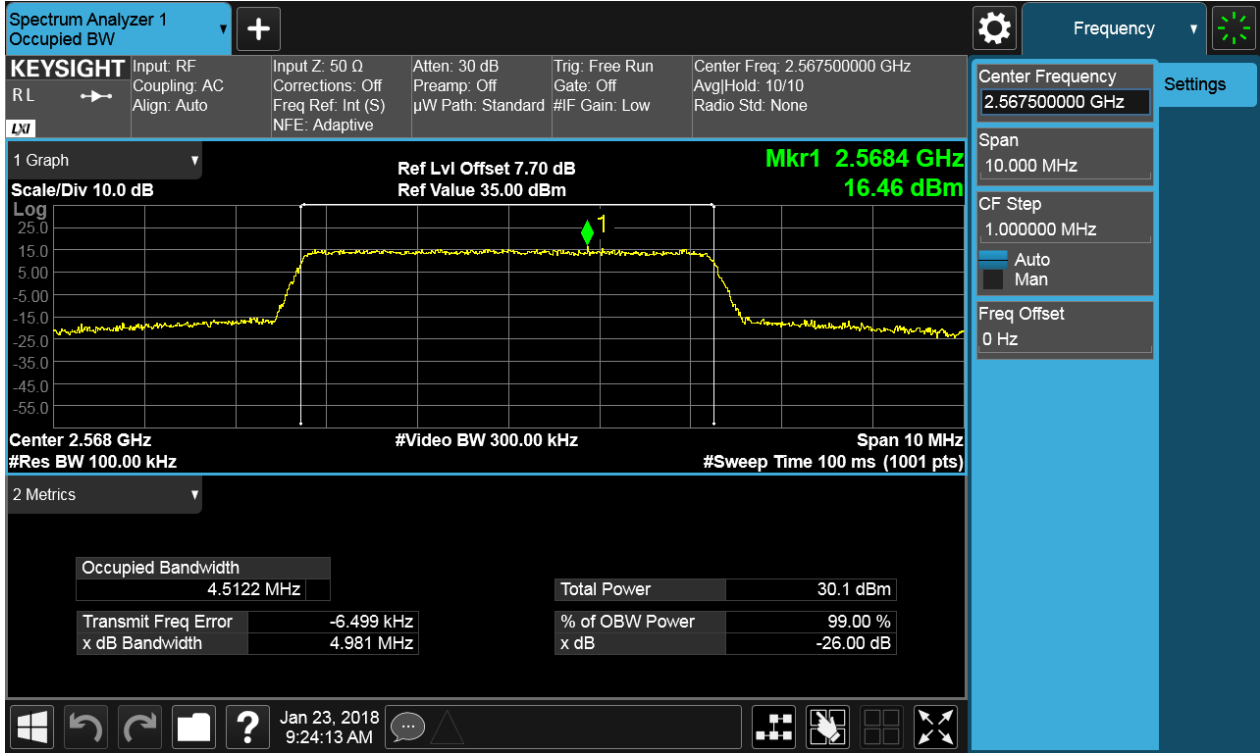 Spectrum Analyzer 1
Occupied BW
Frequency
KEYSIGHT
RL
LXI
Input: RF
Coupling: AC
Align: Auto
Input Z: 50 Ω
Corrections: Off
Freq Ref: Int (S)
NFE: Adaptive
Atten: 30 dB
Preamp: Off
µW Path: Standard
Trig: Free Run
Gate: Off
#IF Gain: Low
Center Freq: 2.567500000 GHz
Avg|Hold: 10/10
Radio Std: None
Center Frequency
2.567500000 GHz
Settings
Span
10.000 MHz
CF Step
1.000000 MHz
Auto
Man
Freq Offset
0 Hz
1 Graph
Scale/Div 10.0 dB
Ref Lvl Offset 7.70 dB
Ref Value 35.00 dBm
Mkr1 2.5684 GHz
16.46 dBm
Log
25.0
15.0
5.00
-5.00
-15.0
-25.0
-35.0
-45.0
-55.0
1
Center 2.568 GHz
#Video BW 300.00 kHz
Span 10 MHz
#Res BW 100.00 kHz
#Sweep Time 100 ms (1001 pts)
2 Metrics
Occupied Bandwidth
4.5122 MHz
Total Power 30.1 dBm
Transmit Freq Error -6.499 kHz
% of OBW Power 99.00 %
x dB Bandwidth 4.981 MHz
x dB -26.00 dB
?
Jan 23, 2018
9:24:13 AM